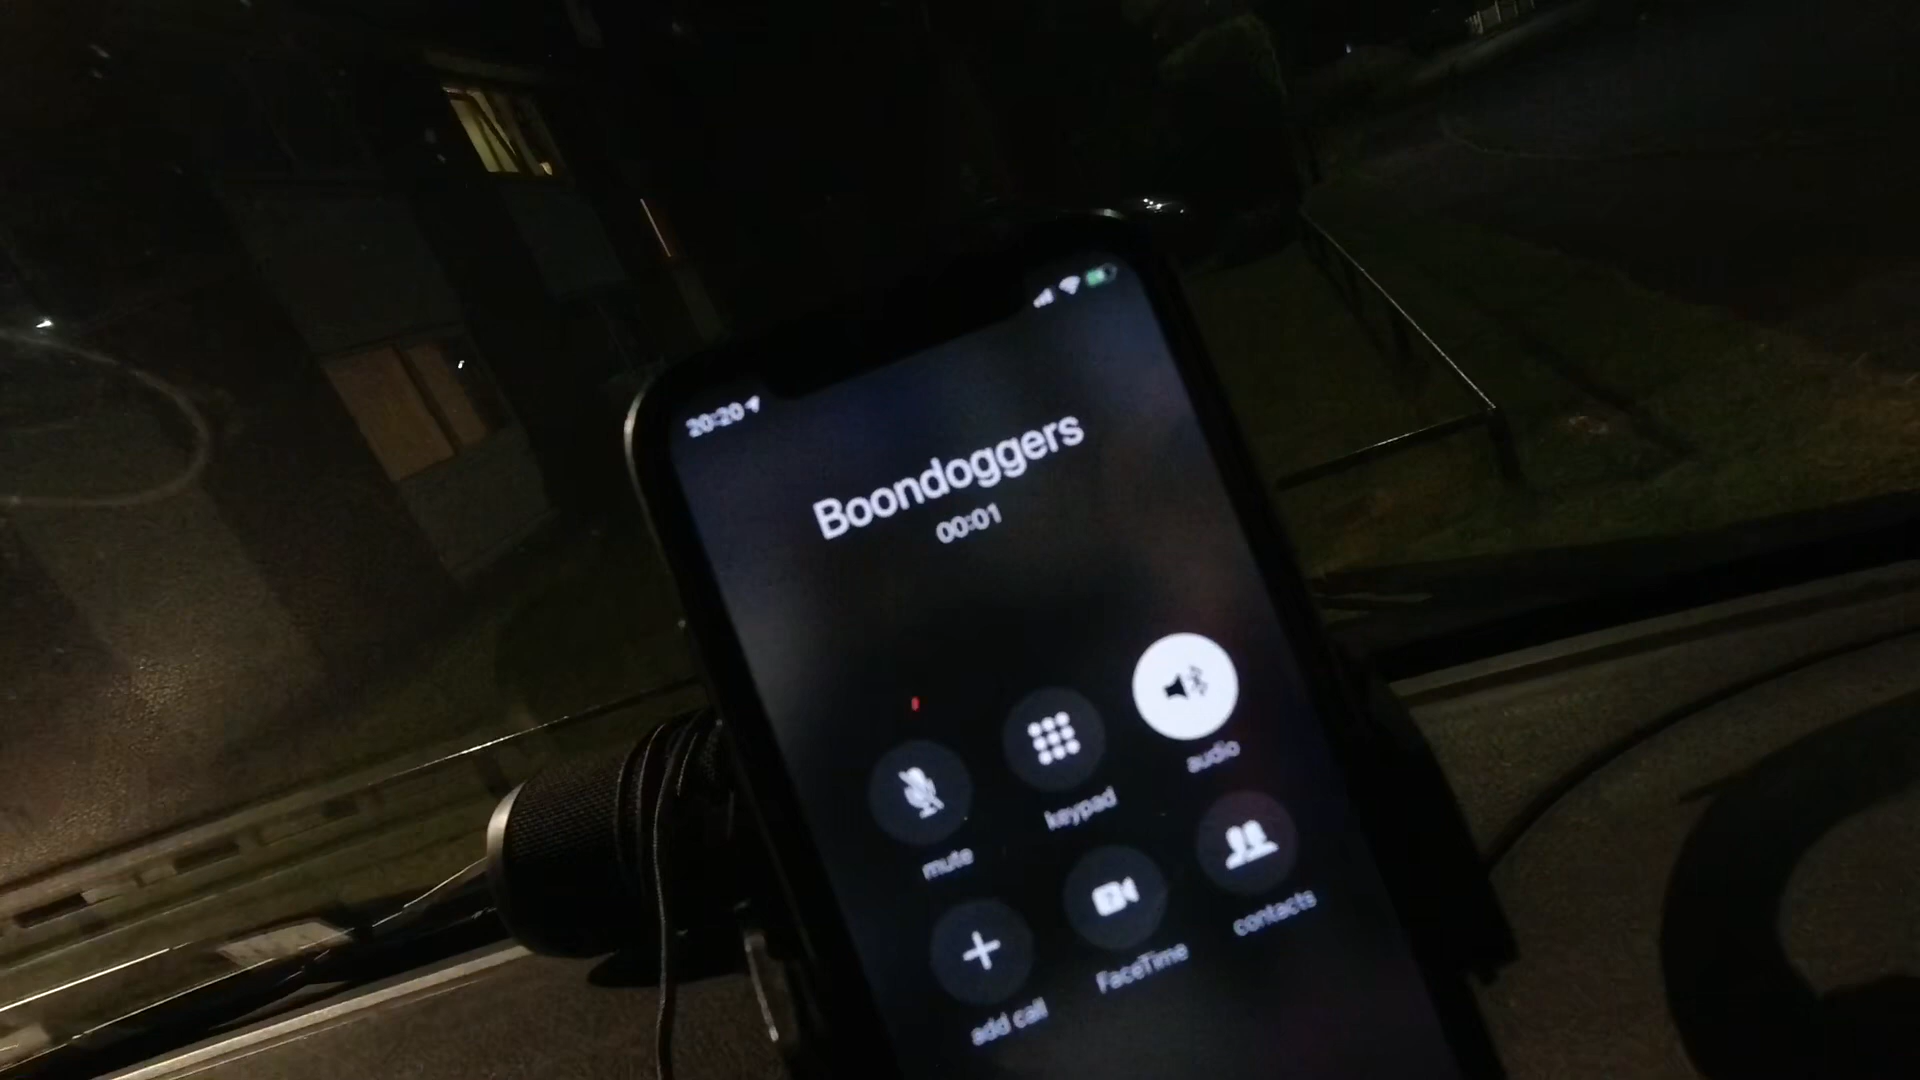 20:20
Boondoggers
00:01
mute
keypad
audio
add call
FaceTime
contacts